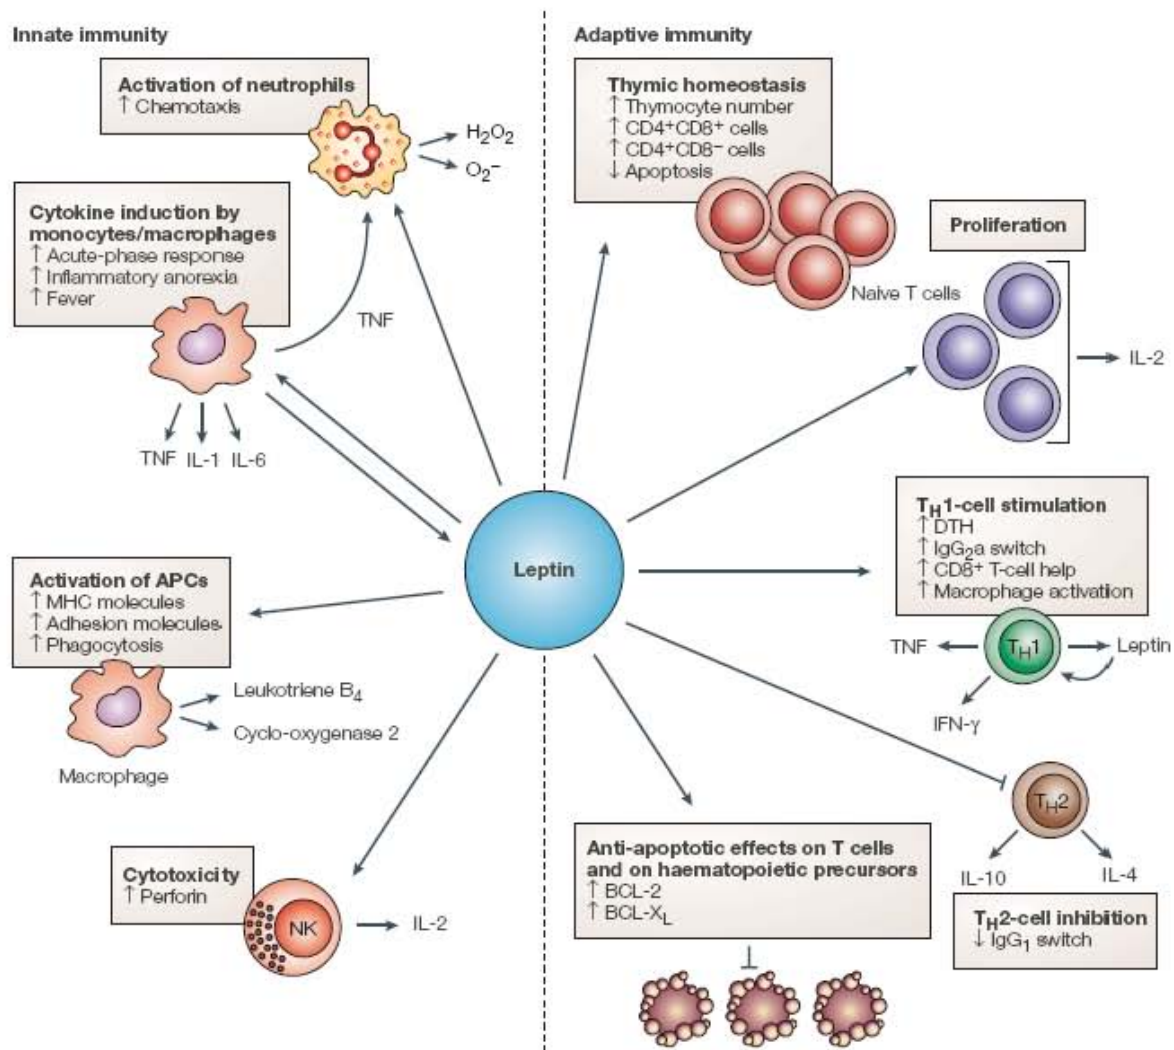 Innate immunity
Activation of neutrophils
↑ Chemotaxis
H₂O₂
O₂⁻
Cytokine induction by
monocytes/macrophages
↑ Acute-phase response
↑ Inflammatory anorexia
↑ Fever
TNF
TNF IL-1 IL-6
Activation of APCs
↑ MHC molecules
↑ Adhesion molecules
↑ Phagocytosis
Leukotriene B₄
Cyclo-oxygenase 2
Macrophage
Cytotoxicity
↑ Perforin
NK
IL-2
Leptin
Adaptive immunity
Thymic homeostasis
↑ Thymocyte number
↑ CD4⁺CD8⁺ cells
↑ CD4⁺CD8⁻ cells
↓ Apoptosis
Naive T cells
Proliferation
IL-2
T_H1-cell stimulation
↑ DTH
↑ IgG₂a switch
↑ CD8⁺ T-cell help
↑ Macrophage activation
TNF
T_H1
Leptin
IFN-γ
T_H2
IL-10
IL-4
T_H2-cell inhibition
↓ IgG₁ switch
Anti-apoptotic effects on T cells
and on haematopoietic precursors
↑ BCL-2
↑ BCL-X_L